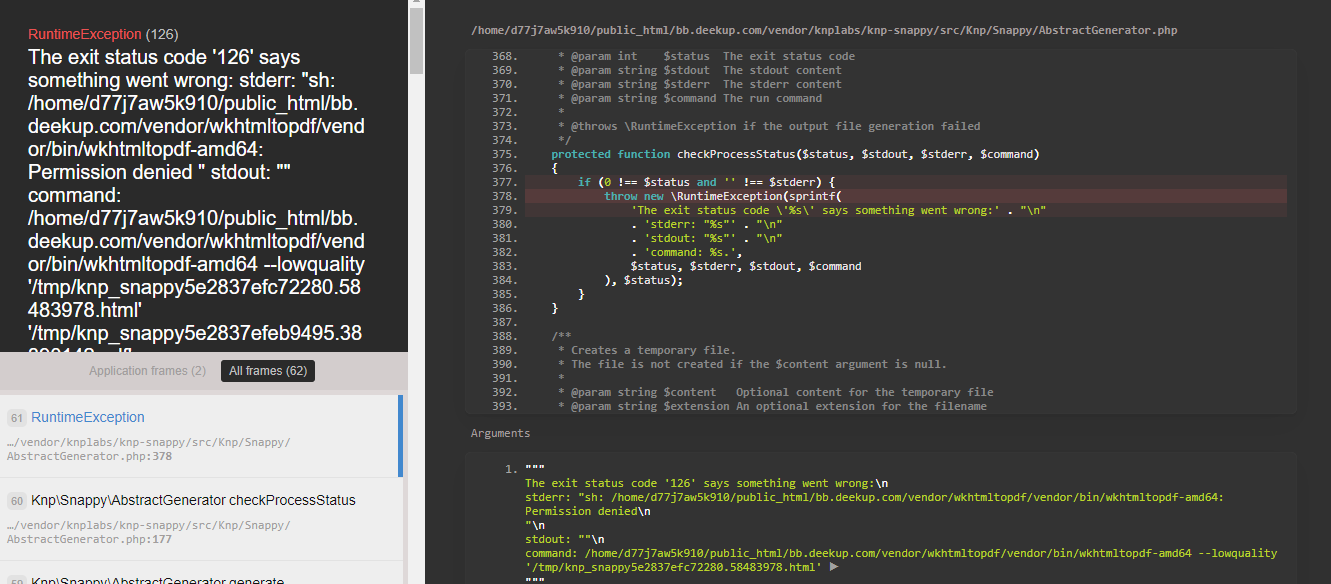 RuntimeException (126)
The exit status code '126' says
something went wrong: stderr: "sh:
/home/d77j7aw5k910/public_html/bb.
deekup.com/vendor/wkhtmltopdf/vend
or/bin/wkhtmltopdf-amd64:
Permission denied " stdout: ""
command:
/home/d77j7aw5k910/public_html/bb.
deekup.com/vendor/wkhtmltopdf/vend
or/bin/wkhtmltopdf-amd64 --lowquality
'/tmp/knp_snappy5e2837efc72280.58
483978.html'
'/tmp/knp_snappy5e2837efeb9495.38
Application frames (2) All frames (62)
61 RuntimeException
…/vendor/knplabs/knp-snappy/src/Knp/Snappy/
AbstractGenerator.php:378
60 Knp\Snappy\AbstractGenerator checkProcessStatus
…/vendor/knplabs/knp-snappy/src/Knp/Snappy/
AbstractGenerator.php:177
59 Knp\Snappy\AbstractGenerator generate
/home/d77j7aw5k910/public_html/bb.deekup.com/vendor/knplabs/knp-snappy/src/Knp/Snappy/AbstractGenerator.php
368. * @param int $status The exit status code
369. * @param string $stdout The stdout content
370. * @param string $stderr The stderr content
371. * @param string $command The run command
372. *
373. * @throws \RuntimeException if the output file generation failed
374. */
375. protected function checkProcessStatus($status, $stdout, $stderr, $command)
376. {
377. if (0 !== $status and '' !== $stderr) {
378. throw new \RuntimeException(sprintf(
379. 'The exit status code \'%s\' says something went wrong:' . "\n"
380. . 'stderr: "%s"' . "\n"
381. . 'stdout: "%s"' . "\n"
382. . 'command: %s.',
383. $status, $stderr, $stdout, $command
384. ), $status);
385. }
386. }
387.
388. /**
389. * Creates a temporary file.
390. * The file is not created if the $content argument is null.
391. *
392. * @param string $content Optional content for the temporary file
393. * @param string $extension An optional extension for the filename
Arguments
1. """
The exit status code '126' says something went wrong:\n
stderr: "sh: /home/d77j7aw5k910/public_html/bb.deekup.com/vendor/wkhtmltopdf/vendor/bin/wkhtmltopdf-amd64:
Permission denied\n
"\n
stdout: ""\n
command: /home/d77j7aw5k910/public_html/bb.deekup.com/vendor/wkhtmltopdf/vendor/bin/wkhtmltopdf-amd64 --lowquality
'/tmp/knp_snappy5e2837efc72280.58483978.html' ▶
"""